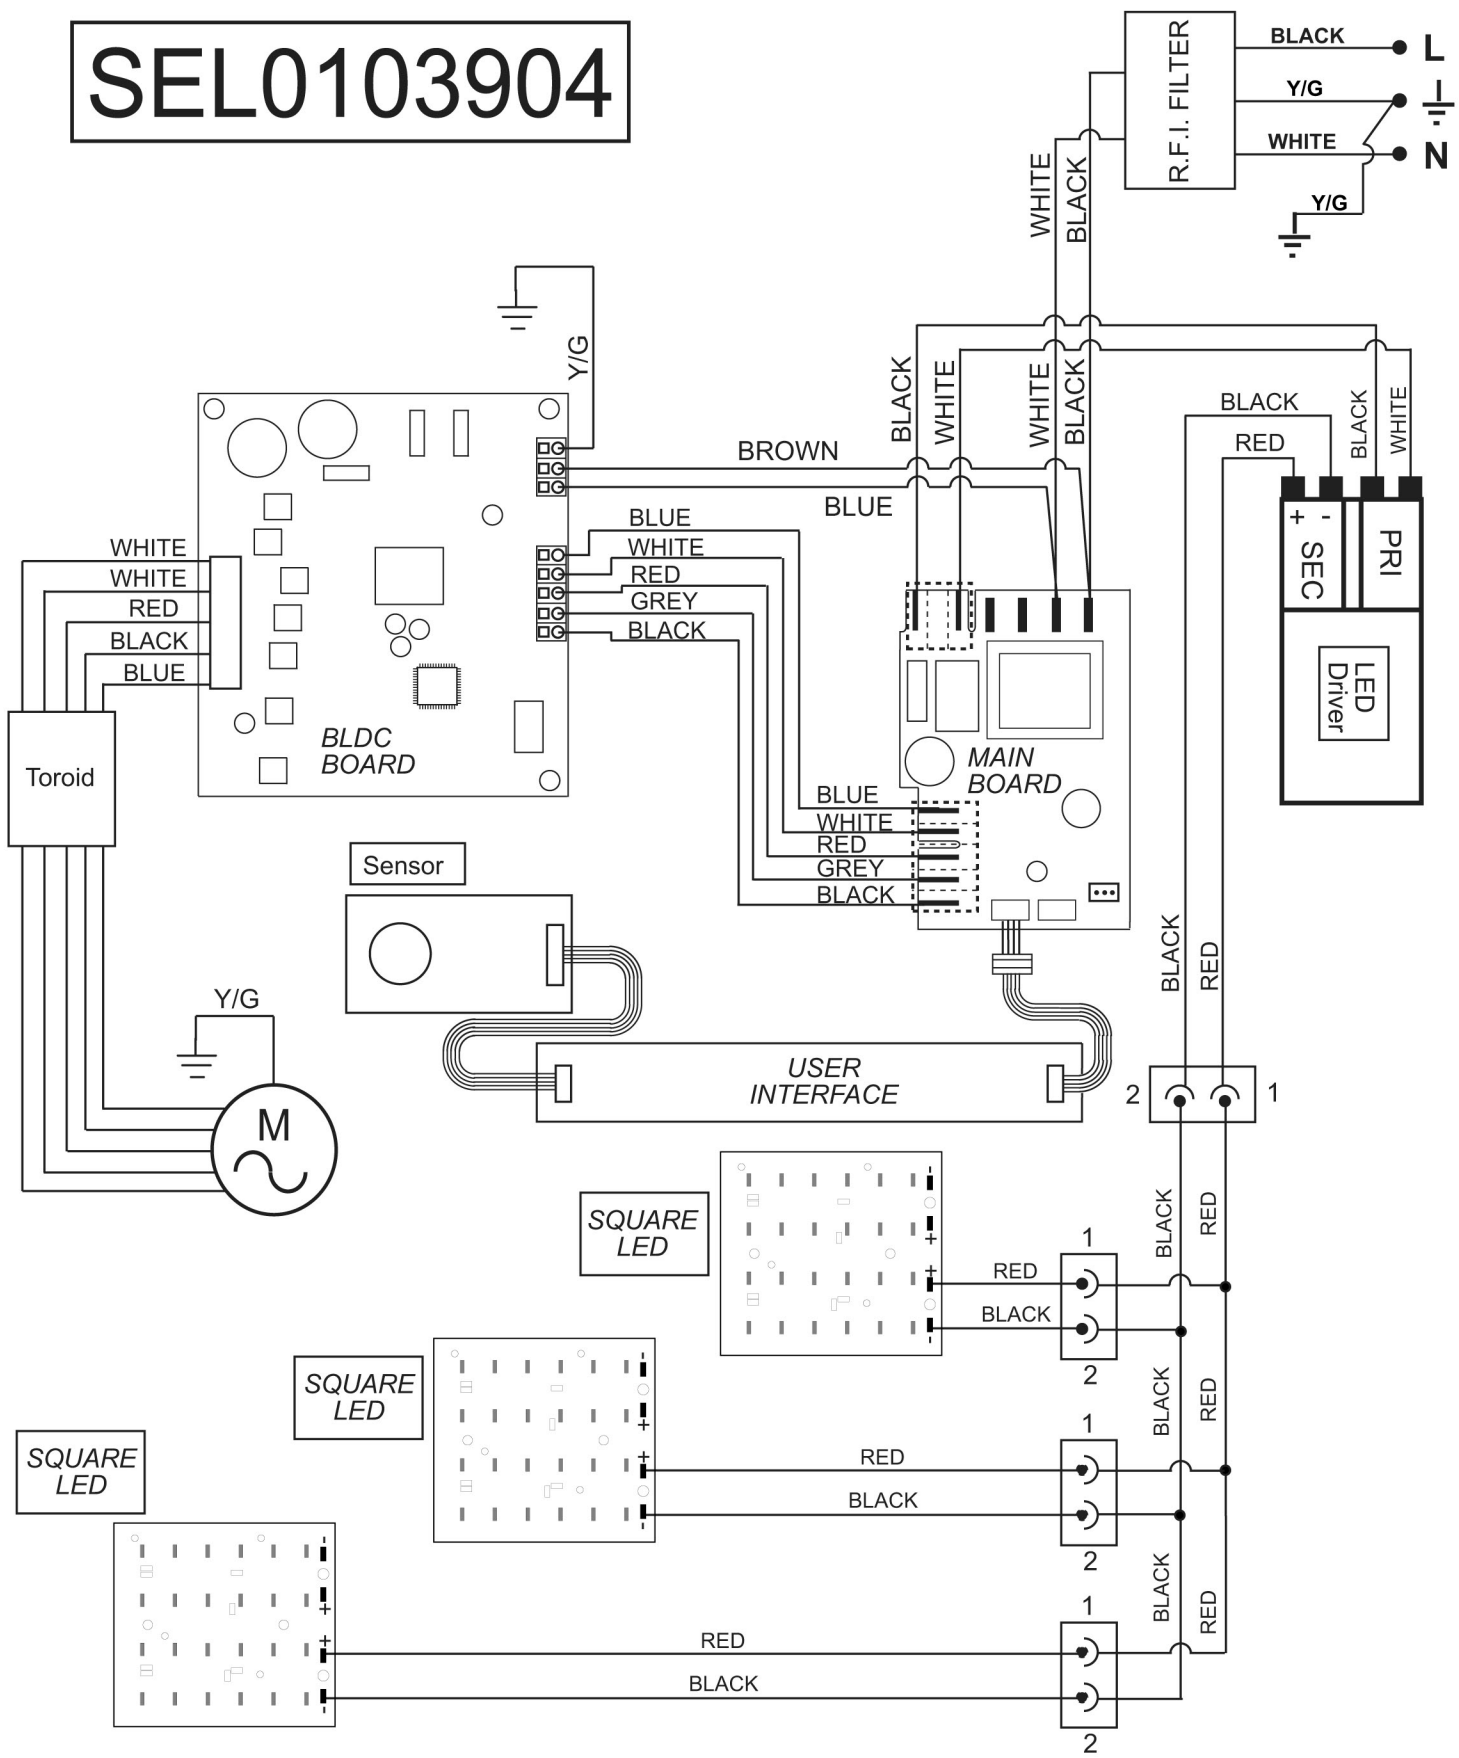 SEL0103904
R.F.I. FILTER
BLACK
L
Y/G
WHITE
N
Y/G
WHITE
BLACK
Y/G
BLACK
WHITE
WHITE
BLACK
BLACK
WHITE
BLACK
RED
BROWN
BLUE
BLUE
WHITE
RED
GREY
BLACK
WHITE
WHITE
RED
BLACK
BLUE
+ -
SEC
PRI
LED
Driver
BLDC
BOARD
Toroid
MAIN
BOARD
BLUE
WHITE
RED
GREY
BLACK
Sensor
BLACK
RED
Y/G
M
USER
INTERFACE
2
1
SQUARE
LED
-
+
+
-
RED
BLACK
1
2
BLACK
RED
SQUARE
LED
-
+
+
-
RED
BLACK
1
2
BLACK
RED
SQUARE
LED
-
+
+
-
RED
BLACK
1
2
BLACK
RED